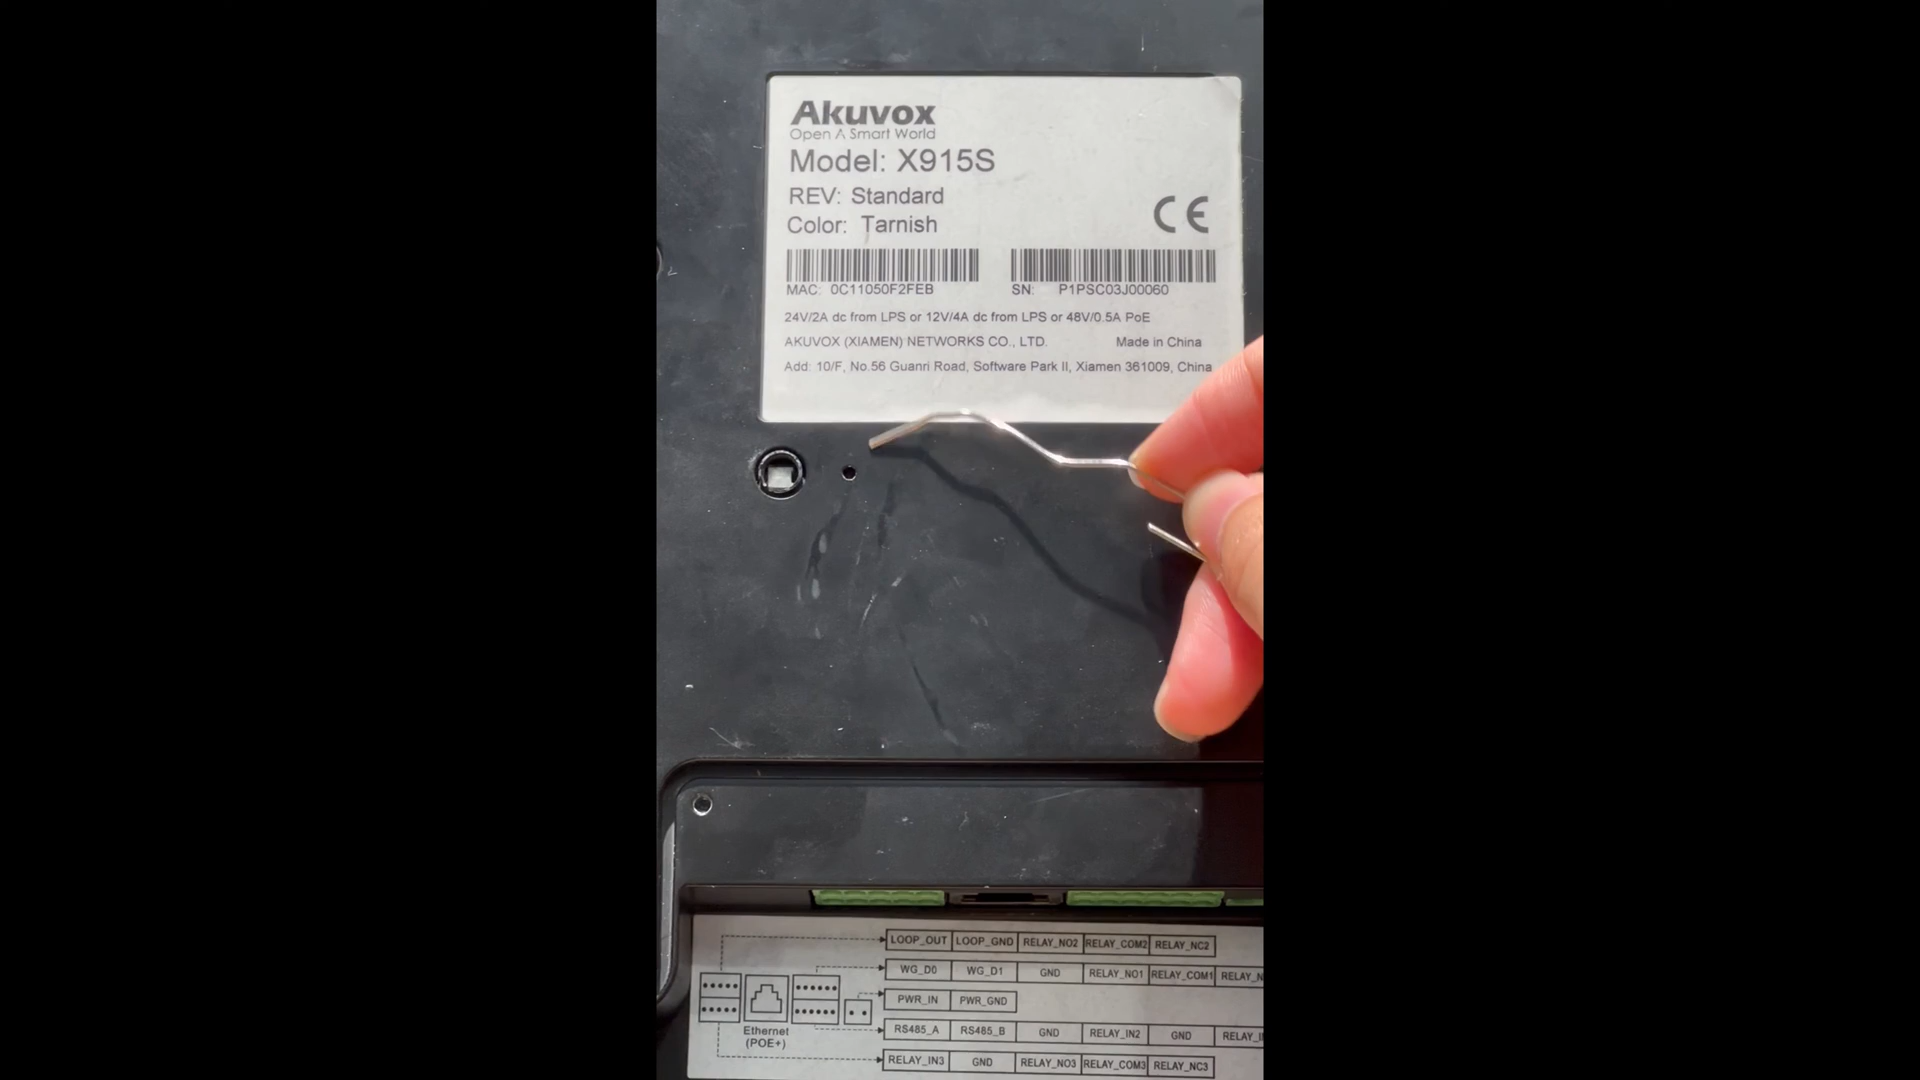 Akuvox
Open A Smart World
Model: X915S
REV: Standard
Color: Tarnish
CE
MAC: 0C11050F2FEB SN: P1PSC03J00060
24V/2A dc from LPS or 12V/4A dc from LPS or 48V/0.5A PoE
AKUVOX (XIAMEN) NETWORKS CO., LTD. Made in China
Add: 10/F, No.56 Guanri Road, Software Park II, Xiamen 361009, China
LOOP_OUT LOOP_GND RELAY_NO2 RELAY_COM2 RELAY_NC2
WG_D0 WG_D1 GND RELAY_NO1 RELAY_COM1
PWR_IN PWR_GND
RS485_A RS485_B GND RELAY_IN2 GND
Ethernet
(POE+)
RELAY_IN3 GND RELAY_NO3 RELAY_COM3 RELAY_NC3